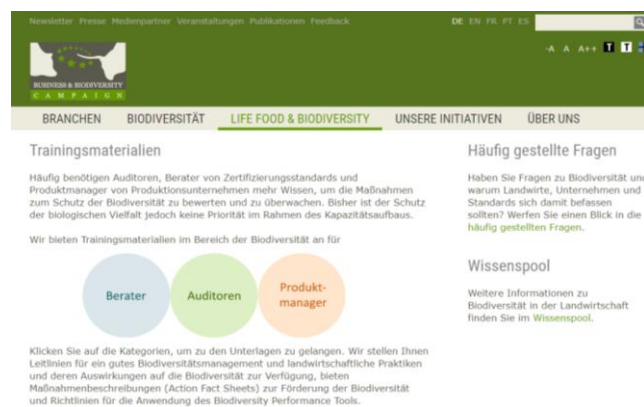 Newsletter Presse Medienpartner Veranstaltungen Publikationen Feedback
DE EN FR PT ES
-A A A++ T T
BUSINESS & BIODIVERSITY
CAMPAIGN
BRANCHEN BIODIVERSITÄT LIFE FOOD & BIODIVERSITY UNSERE INITIATIVEN ÜBER UNS
Trainingsmaterialien
Häufig benötigen Auditoren, Berater von Zertifizierungsstandards und
Produktmanager von Produktionsunternehmen mehr Wissen, um die Maßnahmen
zum Schutz der Biodiversität zu bewerten und zu überwachen. Bisher ist der Schutz
der biologischen Vielfalt jedoch keine Priorität im Rahmen des Kapazitätsaufbaus.
Wir bieten Trainingsmaterialien im Bereich der Biodiversität an für
Berater
Auditoren
Produkt-
manager
Klicken Sie auf die Kategorien, um zu den Unterlagen zu gelangen. Wir stellen Ihnen
Leitlinien für ein gutes Biodiversitätsmanagement und landwirtschaftliche Praktiken
und deren Auswirkungen auf die Biodiversität zur Verfügung, bieten
Maßnahmenbeschreibungen (Action Fact Sheets) zur Förderung der Biodiversität
und Richtlinien für die Anwendung des Biodiversity Performance Tools.
Häufig gestellte Fragen
Haben Sie Fragen zu Biodiversität und
warum Landwirte, Unternehmen und
Standards sich damit befassen
sollten? Werfen Sie einen Blick in die
häufig gestellten Fragen.
Wissenspool
Weitere Informationen zu
Biodiversität in der Landwirtschaft
finden Sie im Wissenspool.